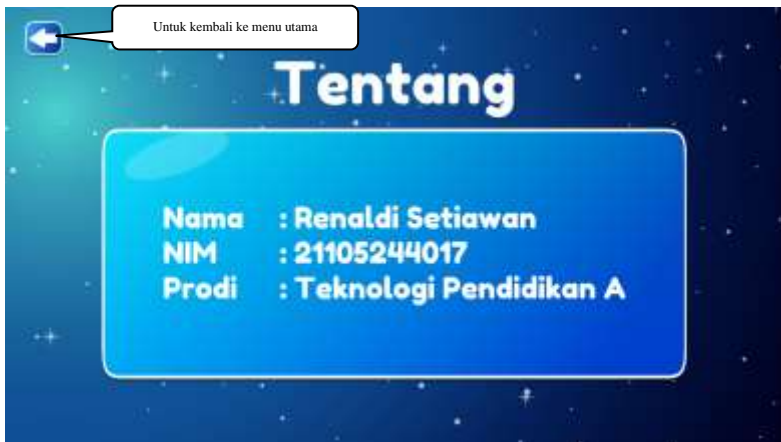 Untuk kembali ke menu utama
Tentang
Nama : Renaldi Setiawan
NIM : 21105244017
Prodi : Teknologi Pendidikan A